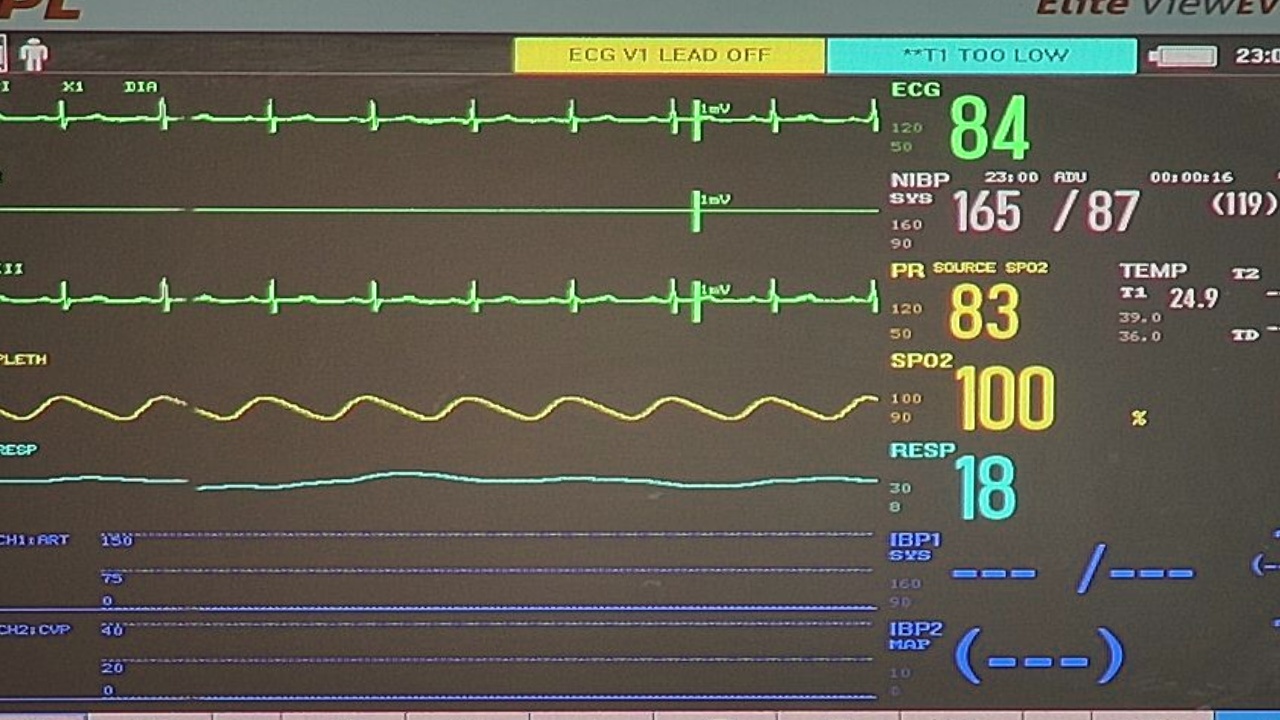 Elite ViewEV
ECG V1 LEAD OFF
**T1 TOO LOW
X1 DIA
1mV
ECG
120
50
84
NIBP 23:00 ADU 00:00:16
SYS
160
90
165 / 87 (119)
1mV
II
1mV
PR SOURCE SPO2
120
50
83
TEMP T2
T1 24.9
39.0
36.0 TD
PLETH
SPO2
100
90
100
%
RESP
RESP
30
8
18
CH1:ART 150
75
0
IBP1
SYS
160
90
--- /---
CH2:CVP 40
20
0
IBP2
MAP
10
0
(---)